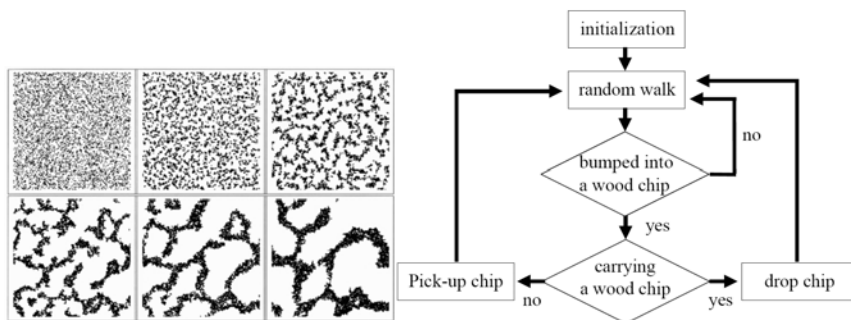 initialization
random walk
no
bumped into
a wood chip
yes
Pick-up chip
carrying
a wood chip
drop chip
no
yes